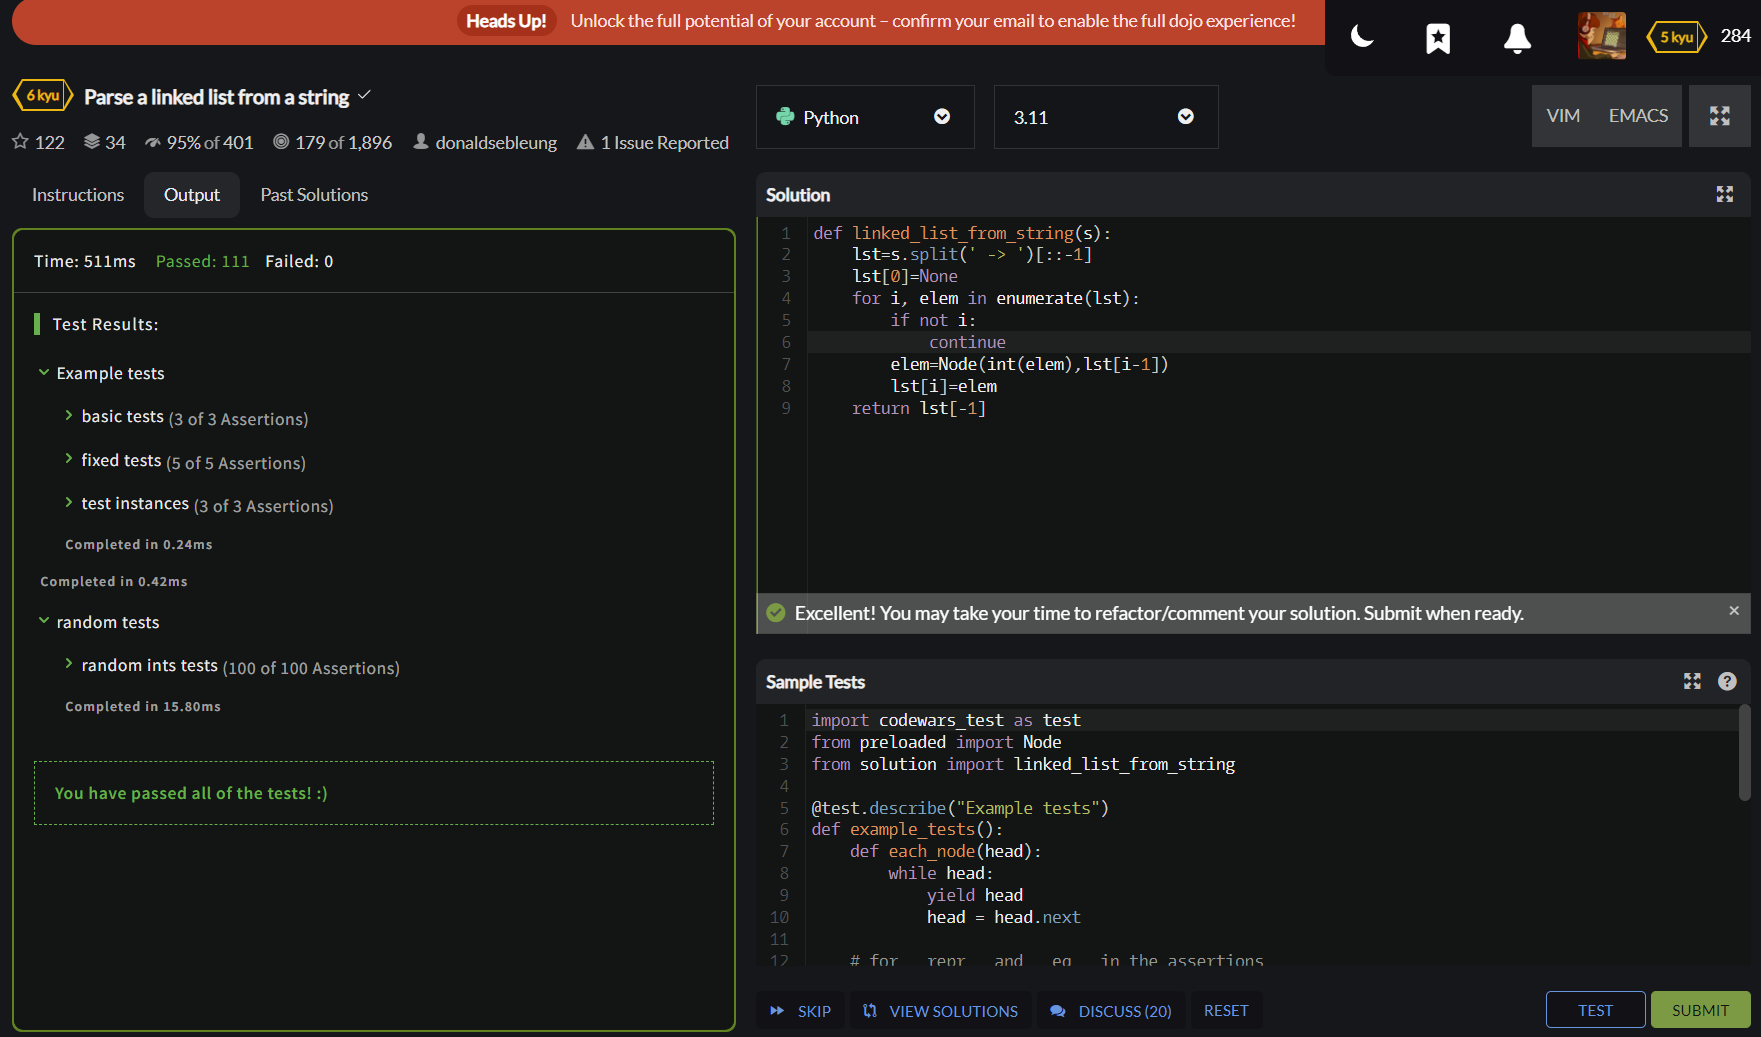 Heads Up! Unlock the full potential of your account – confirm your email to enable the full dojo experience!
5 kyu 284
6 kyu Parse a linked list from a string
122 34 95% of 401 179 of 1,896 donaldsebleung 1 Issue Reported
Instructions Output Past Solutions
Time: 511ms Passed: 111 Failed: 0
Test Results:
Example tests
basic tests (3 of 3 Assertions)
fixed tests (5 of 5 Assertions)
test instances (3 of 3 Assertions)
Completed in 0.24ms
Completed in 0.42ms
random tests
random ints tests (100 of 100 Assertions)
Completed in 15.80ms
You have passed all of the tests! :)
Python 3.11 VIM EMACS
Solution
1 def linked_list_from_string(s):
2     lst=s.split(' -> ')[::-1]
3     lst[0]=None
4     for i, elem in enumerate(lst):
5         if not i:
6             continue
7         elem=Node(int(elem),lst[i-1])
8         lst[i]=elem
9     return lst[-1]
Excellent! You may take your time to refactor/comment your solution. Submit when ready. ×
Sample Tests ?
1 import codewars_test as test
2 from preloaded import Node
3 from solution import linked_list_from_string
4
5 @test.describe("Example tests")
6 def example_tests():
7     def each_node(head):
8         while head:
9             yield head
10             head = head.next
11
12     # for __repr__ and __eq__ in the assertions
SKIP VIEW SOLUTIONS DISCUSS (20) RESET TEST SUBMIT